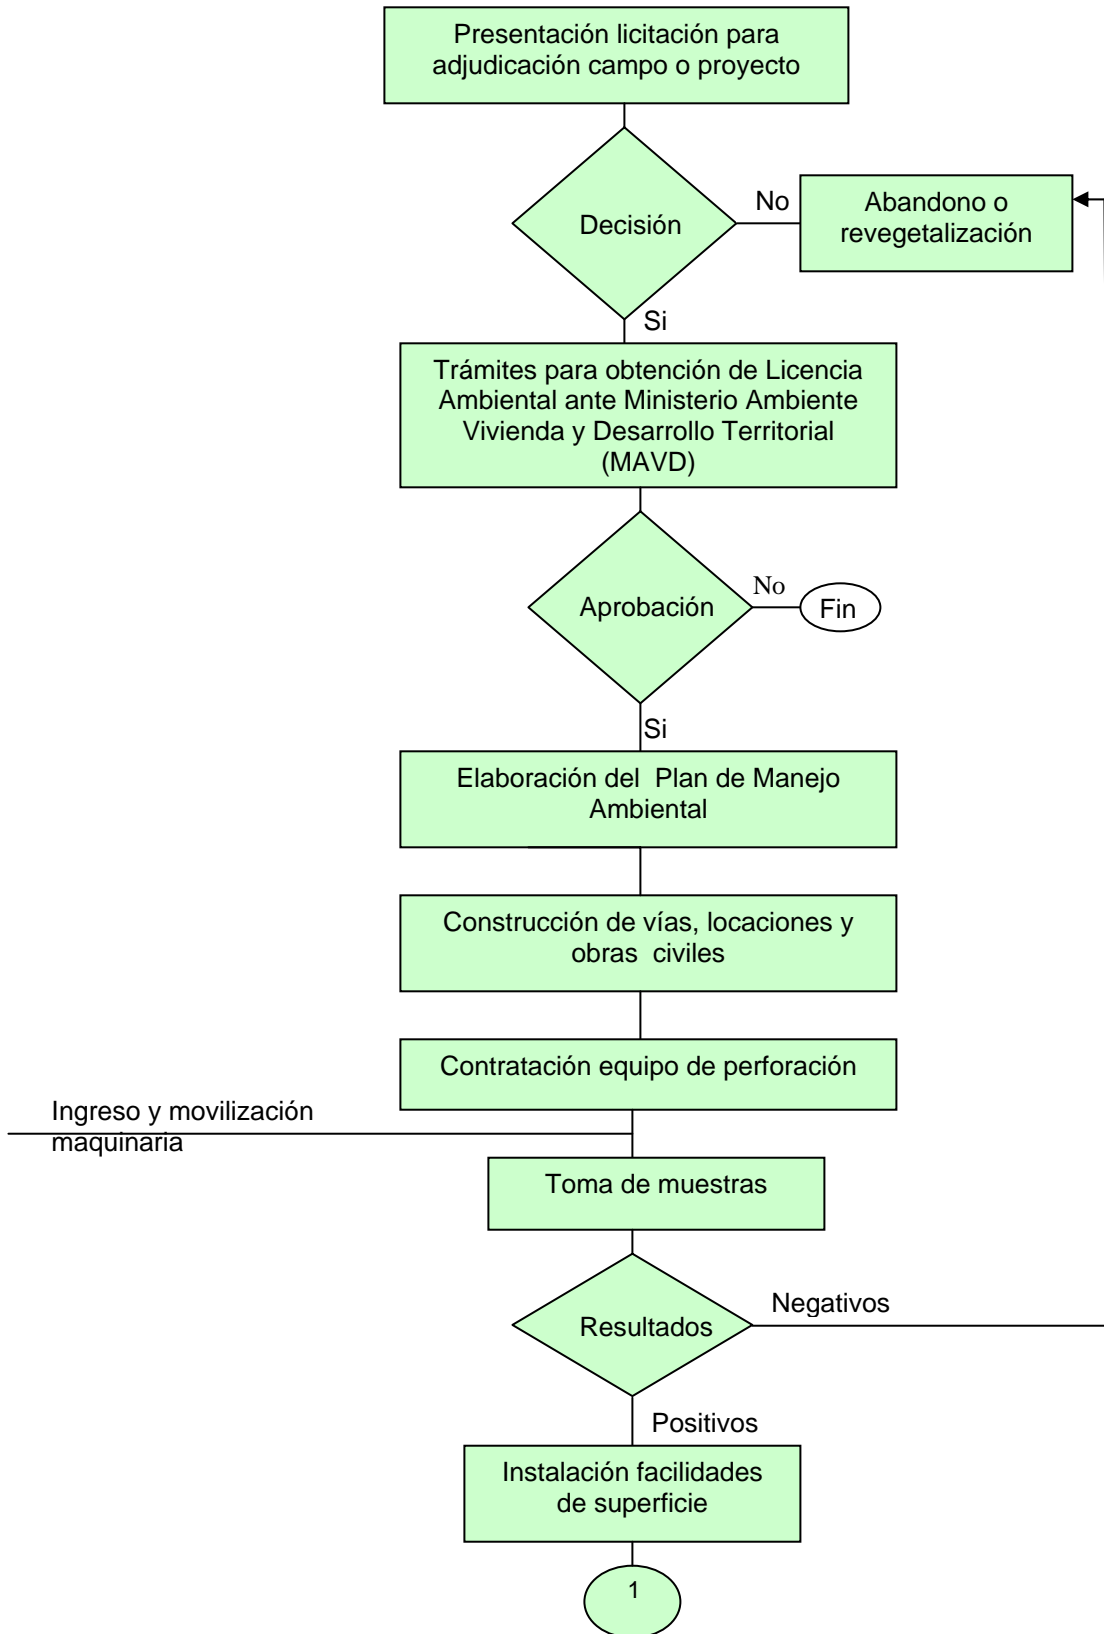 Presentación licitación para
adjudicación campo o proyecto
Decisión
No
Abandono o
revegetalización
Si
Trámites para obtención de Licencia
Ambiental ante Ministerio Ambiente
Vivienda y Desarrollo Territorial
(MAVD)
Aprobación
No
Fin
Si
Elaboración del  Plan de Manejo
Ambiental
Construcción de vías, locaciones y
obras  civiles
Contratación equipo de perforación
Ingreso y movilización
maquinaria
Toma de muestras
Resultados
Negativos
Positivos
Instalación facilidades
de superficie
1